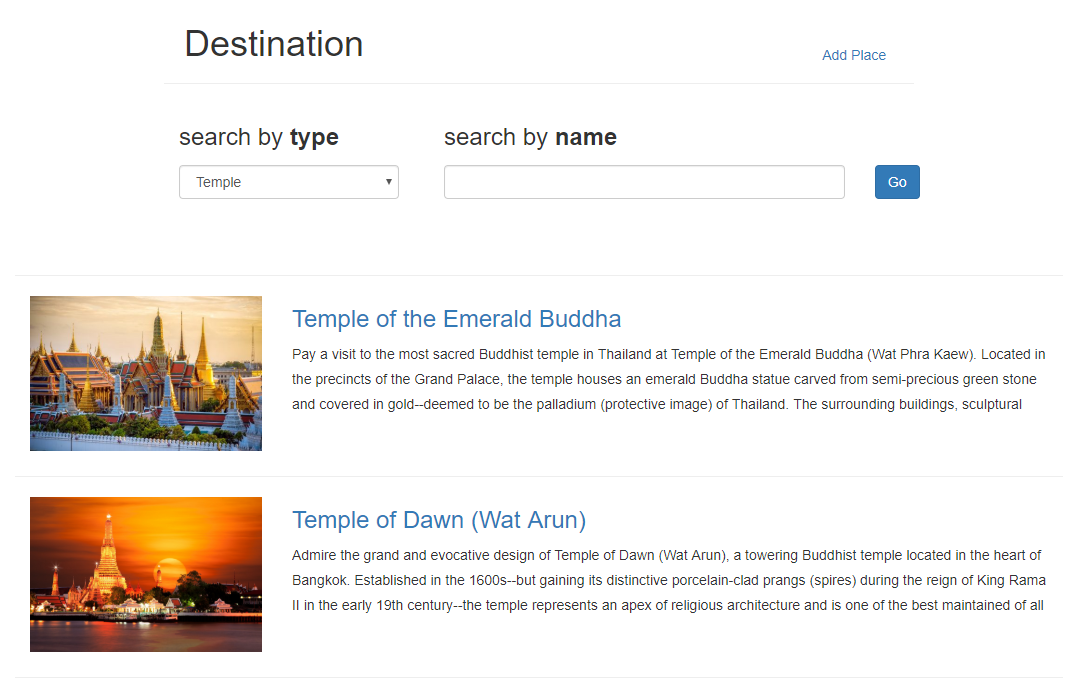 Destination
Add Place
search by type
search by name
Temple
Go
Temple of the Emerald Buddha
Pay a visit to the most sacred Buddhist temple in Thailand at Temple of the Emerald Buddha (Wat Phra Kaew). Located in
the precincts of the Grand Palace, the temple houses an emerald Buddha statue carved from semi-precious green stone
and covered in gold--deemed to be the palladium (protective image) of Thailand. The surrounding buildings, sculptural
Temple of Dawn (Wat Arun)
Admire the grand and evocative design of Temple of Dawn (Wat Arun), a towering Buddhist temple located in the heart of
Bangkok. Established in the 1600s--but gaining its distinctive porcelain-clad prangs (spires) during the reign of King Rama
II in the early 19th century--the temple represents an apex of religious architecture and is one of the best maintained of all